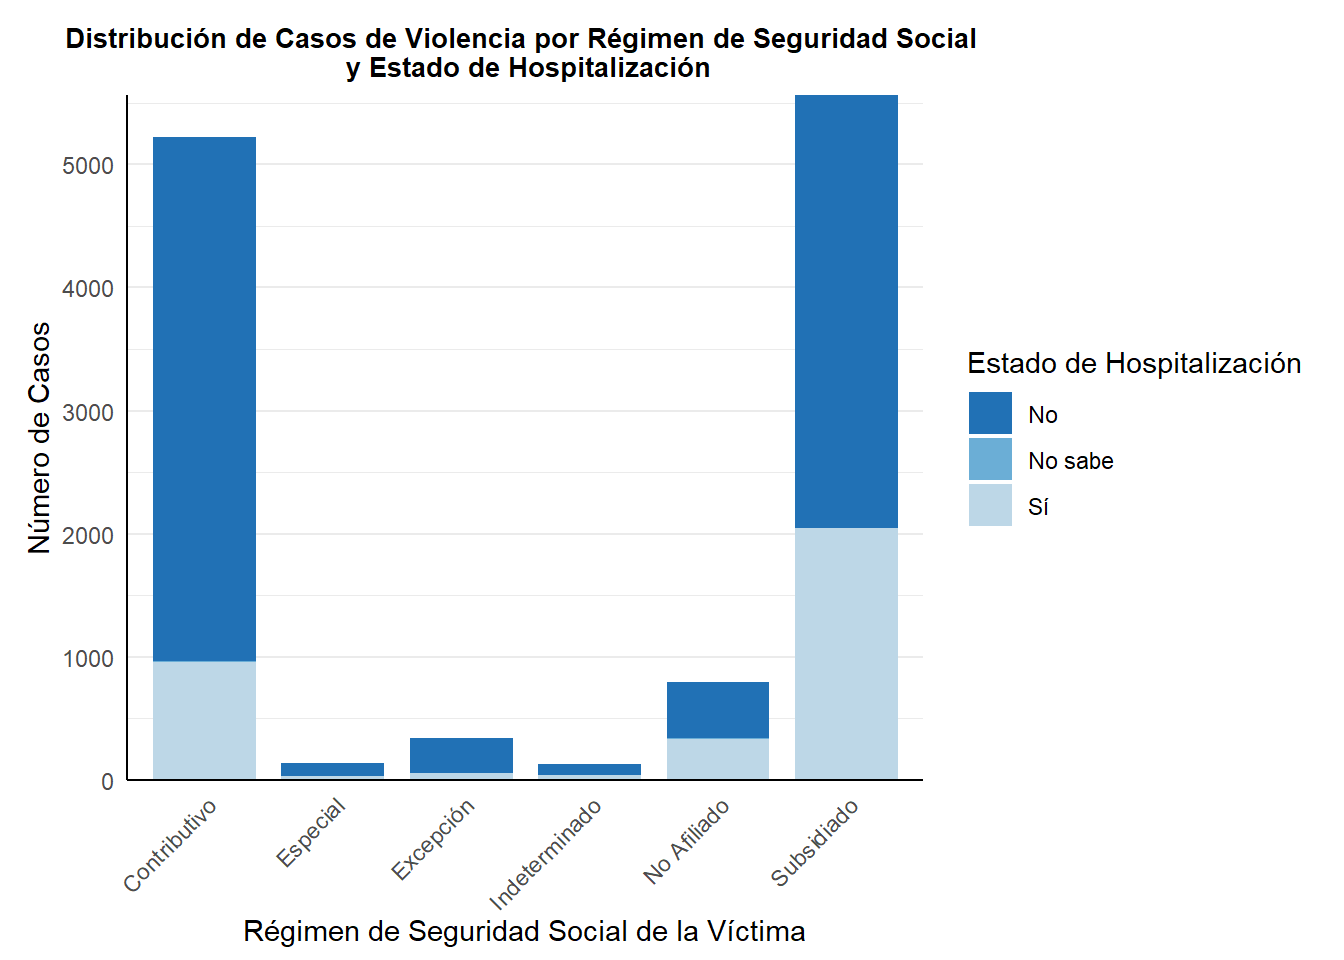 Distribución de Casos de Violencia por Régimen de Seguridad Social
y Estado de Hospitalización
Número de Casos
5000
4000
3000
2000
1000
0
Contributivo
Especial
Excepción
Indeterminado
No Afiliado
Subsidiado
Régimen de Seguridad Social de la Víctima
Estado de Hospitalización
No
No sabe
Sí